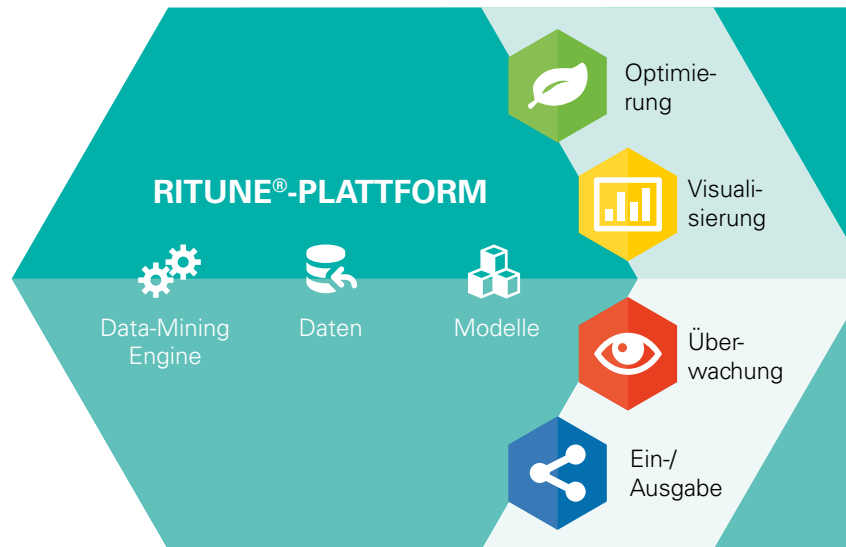 Optimie-
rung
RITUNE®-PLATTFORM
Visuali-
sierung
Data-Mining
Engine
Daten
Modelle
Über-
wachung
Ein-/
Ausgabe